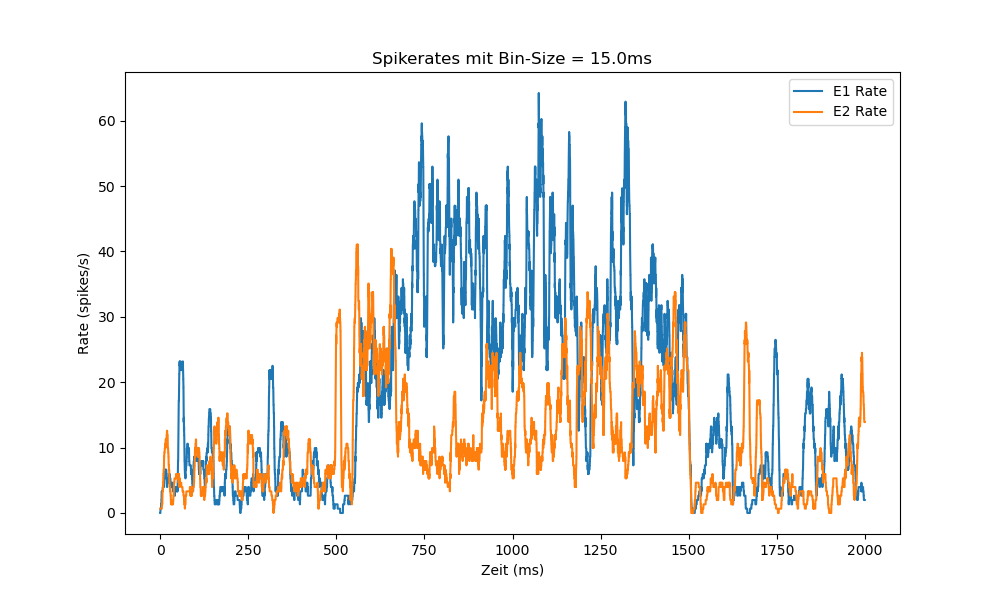 Spikerates mit Bin-Size = 15.0ms
E1 Rate
E2 Rate
Rate (spikes/s)
60
50
40
30
20
10
0
0 250 500 750 1000 1250 1500 1750 2000
Zeit (ms)